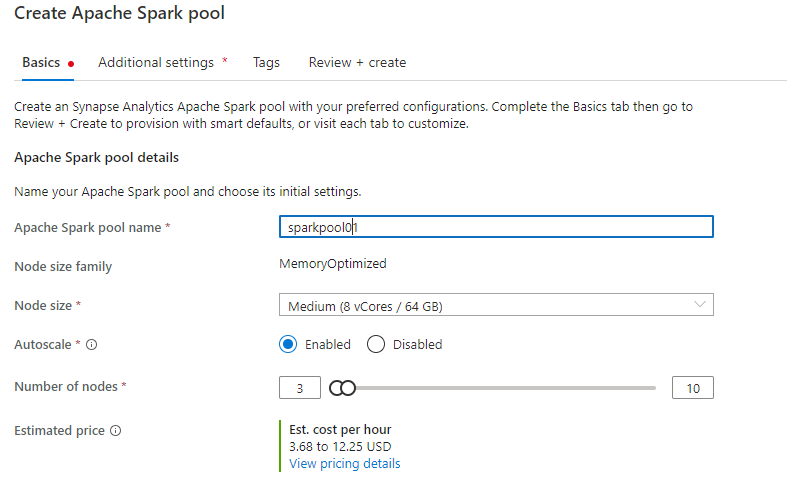 Create Apache Spark pool
Basics Additional settings * Tags Review + create
Create an Synapse Analytics Apache Spark pool with your preferred configurations. Complete the Basics tab then go to
Review + Create to provision with smart defaults, or visit each tab to customize.
Apache Spark pool details
Name your Apache Spark pool and choose its initial settings.
Apache Spark pool name * sparkpool01
Node size family MemoryOptimized
Node size * Medium (8 vCores / 64 GB)
Autoscale * Enabled Disabled
Number of nodes * 3 10
Estimated price Est. cost per hour
3.68 to 12.25 USD
View pricing details